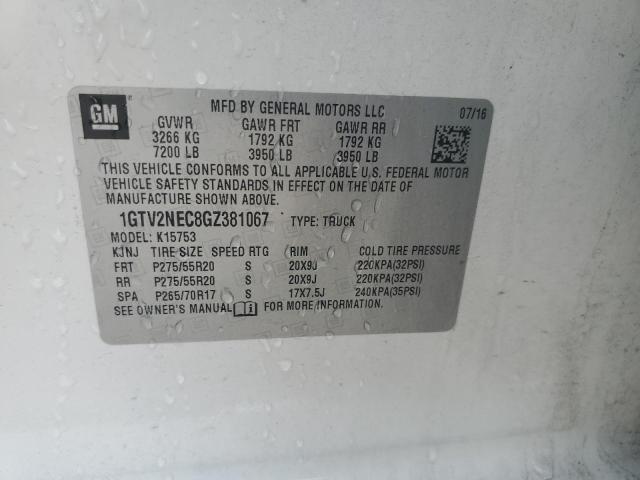 GM
MFD BY GENERAL MOTORS LLC 07/16
GVWR GAWR FRT GAWR RR
3266 KG 1792 KG 1792 KG
7200 LB 3950 LB 3950 LB
THIS VEHICLE CONFORMS TO ALL APPLICABLE U.S. FEDERAL MOTOR
VEHICLE SAFETY STANDARDS IN EFFECT ON THE DATE OF
MANUFACTURE SHOWN ABOVE.
1GTV2NEC8GZ381067 TYPE: TRUCK
MODEL: K15753
KJNJ TIRE SIZE SPEED RTG RIM COLD TIRE PRESSURE
FRT P275/55R20 S 20X9J 220KPA(32PSI)
RR P275/55R20 S 20X9J 220KPA(32PSI)
SPA P265/70R17 S 17X7.5J 240KPA(35PSI)
SEE OWNER'S MANUAL FOR MORE INFORMATION.